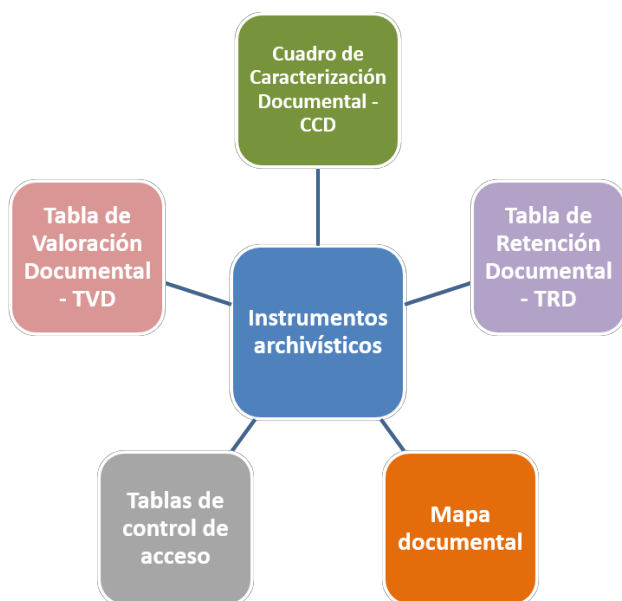 Cuadro de
Caracterización
Documental -
CCD
Tabla de
Valoración
Documental
- TVD
Tabla de
Retención
Documental
- TRD
Instrumentos
archivísticos
Tablas de
control de
acceso
Mapa
documental